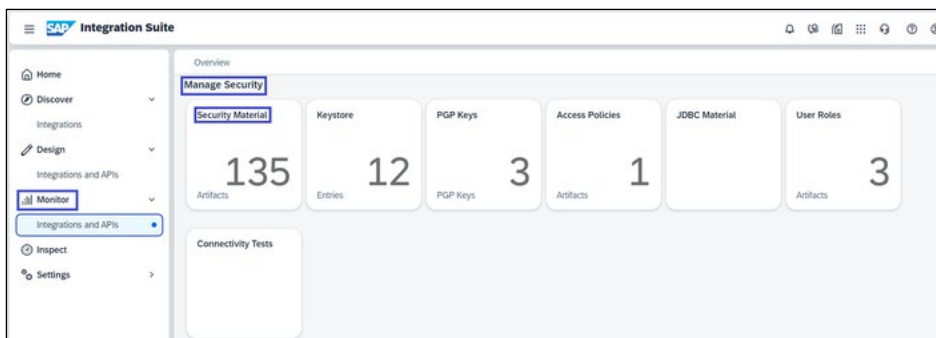 SAP Integration Suite
Home
Discover
Integrations
Design
Integrations and APIs
Monitor
Integrations and APIs
Inspect
Settings
Overview
Manage Security
Security Material
135
Artifacts
Keystore
12
Entries
PGP Keys
3
PGP Keys
Access Policies
1
Artifacts
JDBC Material
User Roles
3
Artifacts
Connectivity Tests